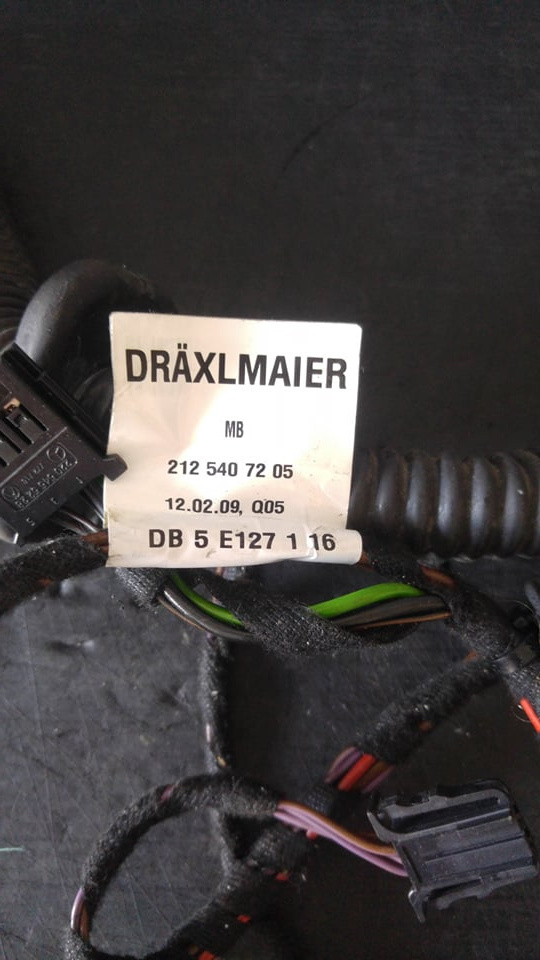 DRÄXLMAIER
MB
212 540 72 05
12.02.09, Q05
DB 5 E127 1 16